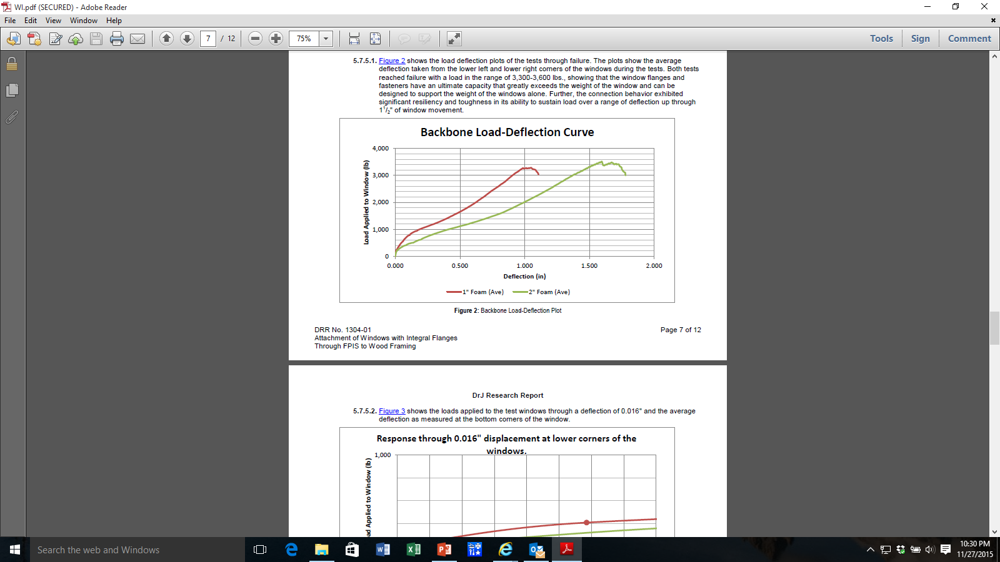 WI.pdf (SECURED) - Adobe Reader
File Edit View Window Help
7 / 12 75% Tools Sign Comment
5.7.5.1. Figure 2 shows the load deflection plots of the tests through failure. The plots show the average
deflection taken from the lower left and lower right corners of the windows during the tests. Both tests
reached failure with a load in the range of 3,300-3,600 lbs., showing that the window flanges and
fasteners have an ultimate capacity that greatly exceeds the weight of the window and can be
designed to support the weight of the windows alone. Further, the connection behavior exhibited
significant resiliency and toughness in its ability to sustain load over a range of deflection up through
1 1/2" of window movement.
Backbone Load-Deflection Curve
Load Applied to Window (lb)
4,000
3,000
2,000
1,000
0
0.000 0.500 1.000 1.500 2.000
Deflection (in)
1" Foam (Ave) 2" Foam (Ave)
Figure 2: Backbone Load-Deflection Plot
DRR No. 1304-01 Page 7 of 12
Attachment of Windows with Integral Flanges
Through FPIS to Wood Framing
DrJ Research Report
5.7.5.2. Figure 3 shows the loads applied to the test windows through a deflection of 0.016" and the average
deflection as measured at the bottom corners of the window.
Response through 0.016" displacement at lower corners of the
windows.
1,000
ad Applied to Window (lb)
Search the web and Windows
10:30 PM
11/27/2015